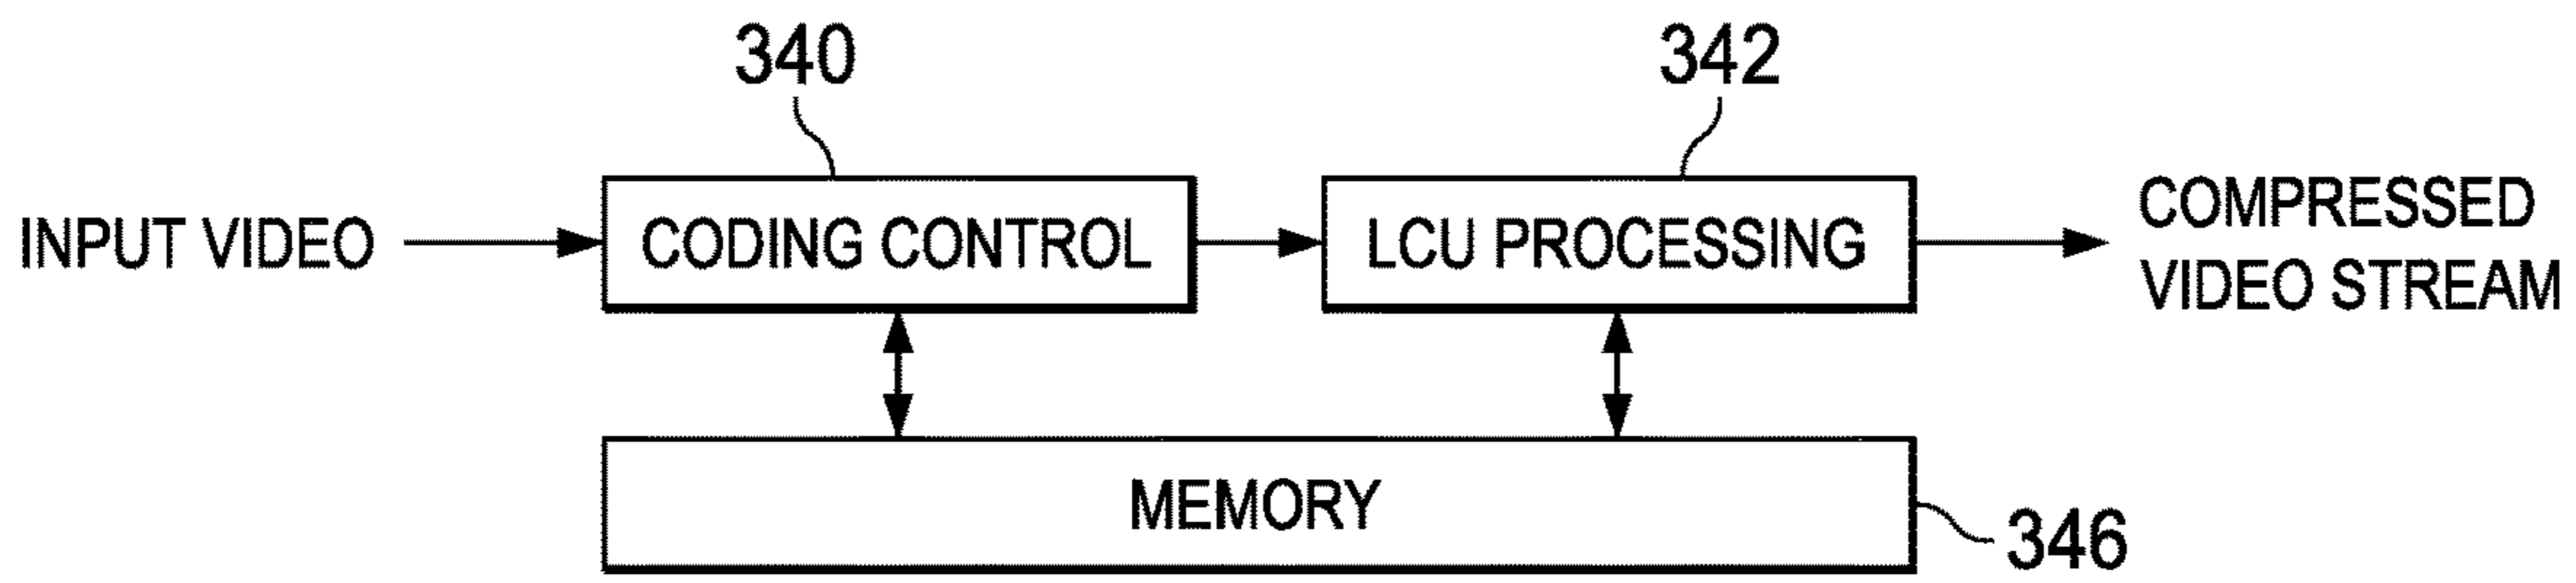 340
342
INPUT VIDEO
CODING CONTROL
LCU PROCESSING
COMPRESSED
VIDEO STREAM
MEMORY
346